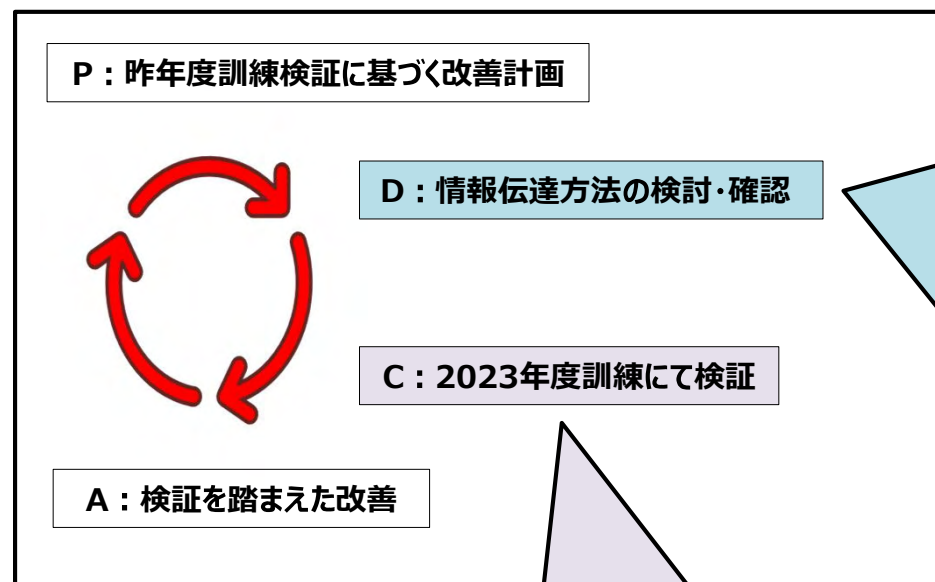 P：昨年度訓練検証に基づく改善計画
D：情報伝達方法の検討・確認
C：2023年度訓練にて検証
A：検証を踏まえた改善